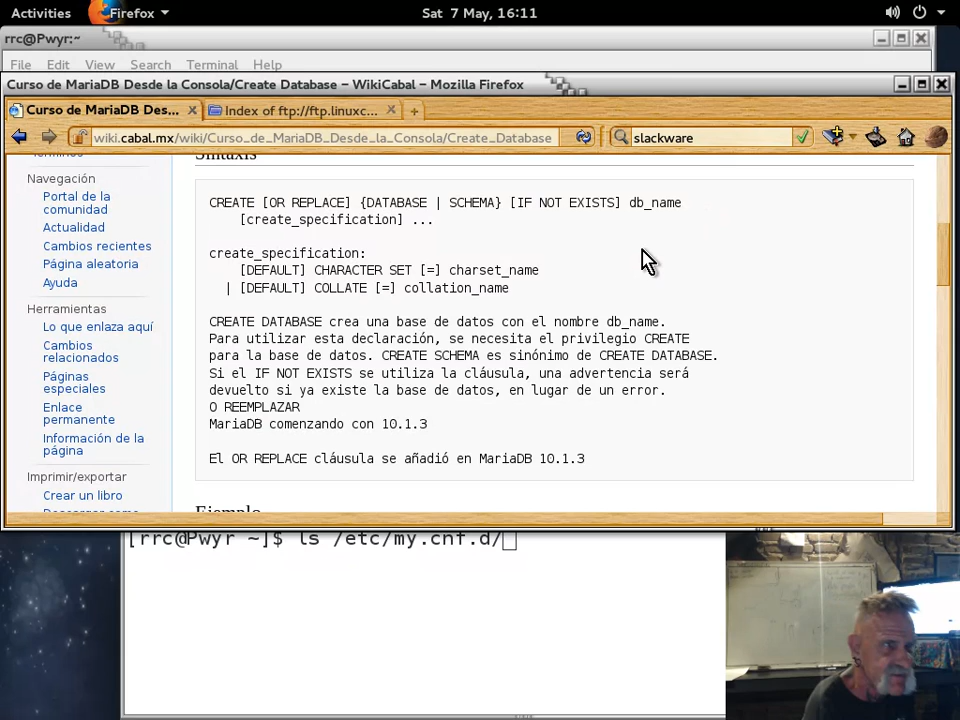 Activities Firefox Sat 7 May, 16:11
rrc@Pwyr:~
File Edit View Search Terminal Help
Curso de MariaDB Desde la Consola/Create Database – WikiCabal – Mozilla Firefox
Curso de MariaDB Des... Index of ftp://ftp.linuxc...
wiki.cabal.mx/wiki/Curso_de_MariaDB_Desde_la_Consola/Create_Database slackware
Navegación
Portal de la
comunidad
Actualidad
Cambios recientes
Página aleatoria
Ayuda
Herramientas
Lo que enlaza aquí
Cambios
relacionados
Páginas
especiales
Enlace
permanente
Información de la
página
Imprimir/exportar
Crear un libro
Descargar como
Sintaxis
CREATE [OR REPLACE] {DATABASE | SCHEMA} [IF NOT EXISTS] db_name
[create_specification] ...
create_specification:
[DEFAULT] CHARACTER SET [=] charset_name
| [DEFAULT] COLLATE [=] collation_name
CREATE DATABASE crea una base de datos con el nombre db_name.
Para utilizar esta declaración, se necesita el privilegio CREATE
para la base de datos. CREATE SCHEMA es sinónimo de CREATE DATABASE.
Si el IF NOT EXISTS se utiliza la cláusula, una advertencia será
devuelto si ya existe la base de datos, en lugar de un error.
O REEMPLAZAR
MariaDB comenzando con 10.1.3
El OR REPLACE cláusula se añadió en MariaDB 10.1.3
Ejemplo
[rrc@Pwyr ~]$ ls /etc/my.cnf.d/